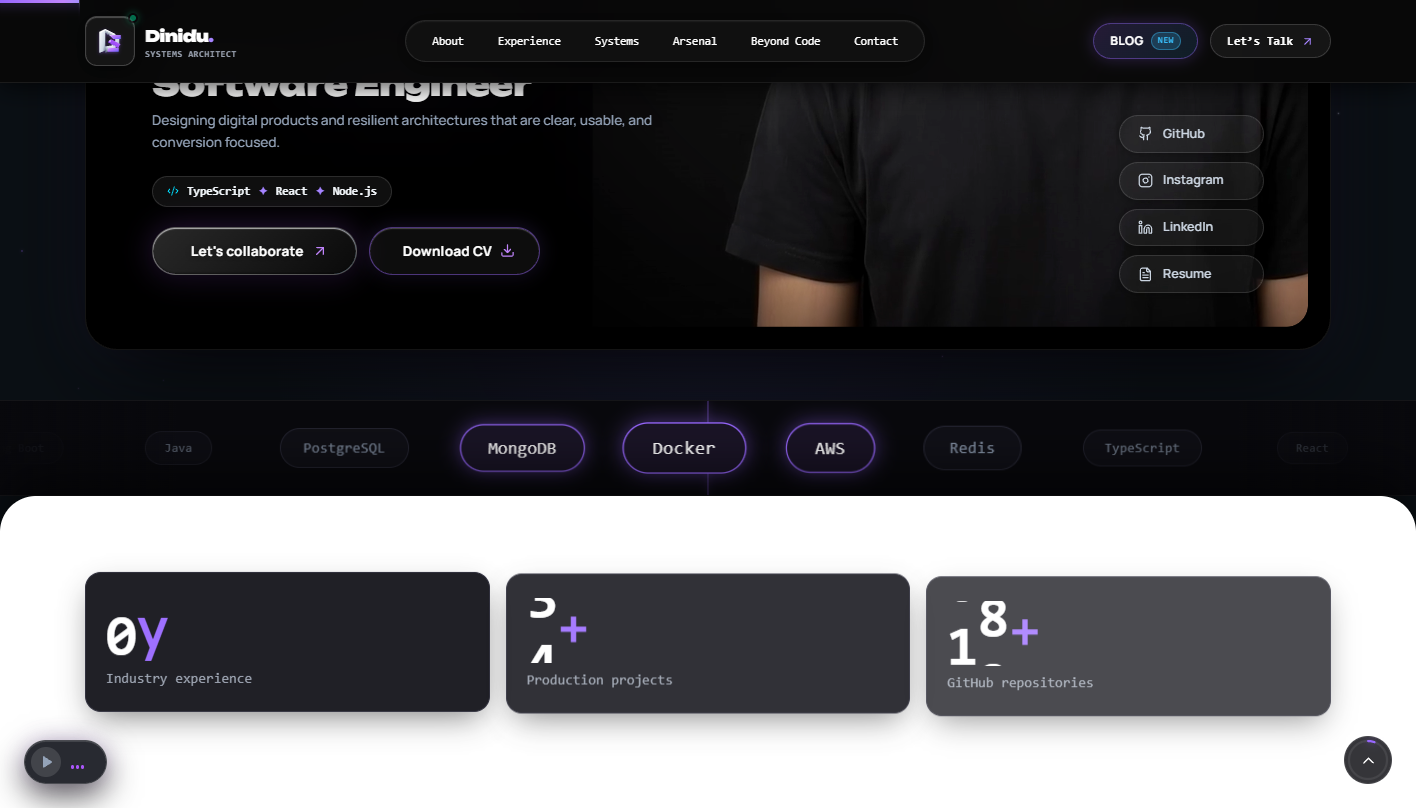 Dinidu.
SYSTEMS ARCHITECT
About Experience Systems Arsenal Beyond Code Contact
BLOG NEW
Let's Talk
Software Engineer
Designing digital products and resilient architectures that are clear, usable, and
conversion focused.
TypeScript ✦ React ✦ Node.js
Let's collaborate
Download CV
GitHub
Instagram
LinkedIn
Resume
Java PostgreSQL MongoDB Docker AWS Redis TypeScript React
0y
Industry experience
+
Production projects
18+
GitHub repositories
...